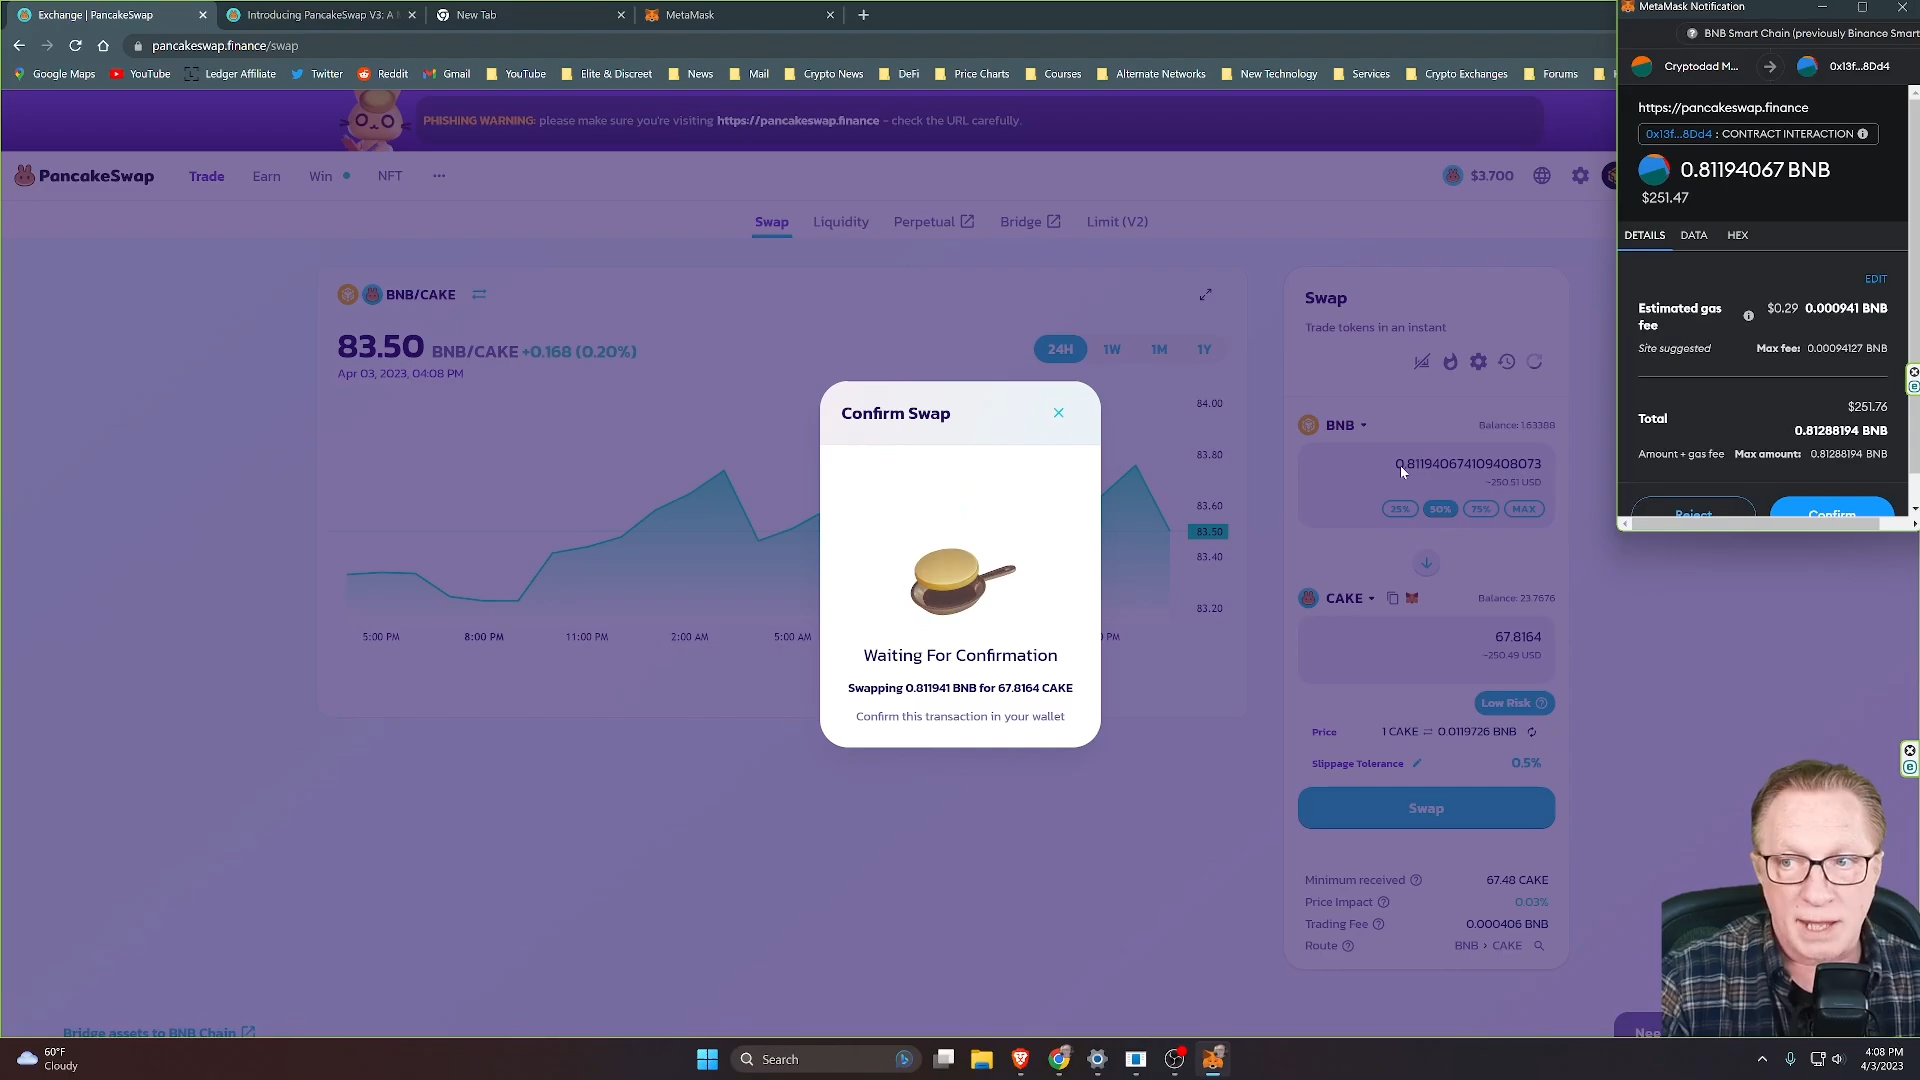 Exchange | PancakeSwap
Introducing PancakeSwap V3: A M
New Tab
MetaMask
pancakeswap.finance/swap
Google Maps
YouTube
Ledger Affiliate
Twitter
Reddit
Gmail
YouTube
Elite & Discreet
News
Mail
Crypto News
DeFi
Price Charts
Courses
Alternate Networks
New Technology
Services
Crypto Exchanges
Forums
PHISHING WARNING: please make sure you're visiting https://pancakeswap.finance - check the URL carefully.
PancakeSwap
Trade
Earn
Win
NFT
$3.700
Swap
Liquidity
Perpetual
Bridge
Limit (V2)
BNB/CAKE
83.50 BNB/CAKE +0.168 (0.20%)
Apr 03, 2023, 04:08 PM
24H
1W
1M
1Y
84.00
83.80
83.60
83.50
83.40
83.20
5:00 PM
8:00 PM
11:00 PM
2:00 AM
5:00 AM
PM
Confirm Swap
Waiting For Confirmation
Swapping 0.811941 BNB for 67.8164 CAKE
Confirm this transaction in your wallet
Swap
Trade tokens in an instant
BNB
Balance: 1.63388
0.811940674109408073
~250.51 USD
25%
50%
75%
MAX
CAKE
Balance: 23.7676
67.8164
~250.49 USD
Low Risk
Price
1 CAKE ⇄ 0.0119726 BNB
Slippage Tolerance
0.5%
Swap
Minimum received
67.48 CAKE
Price Impact
0.03%
Trading Fee
0.000406 BNB
Route
BNB > CAKE
Bridge assets to BNB Chain
Nee
MetaMask Notification
BNB Smart Chain (previously Binance Smart
Cryptodad M...
0x13f...8Dd4
https://pancakeswap.finance
0x13f...8Dd4 : CONTRACT INTERACTION
0.81194067 BNB
$251.47
DETAILS
DATA
HEX
EDIT
Estimated gas fee
$0.29 0.000941 BNB
Site suggested
Max fee: 0.00094127 BNB
$251.76
Total
0.81288194 BNB
Amount + gas fee
Max amount: 0.81288194 BNB
Reject
Confirm
60°F
Cloudy
Search
4:08 PM
4/3/2023